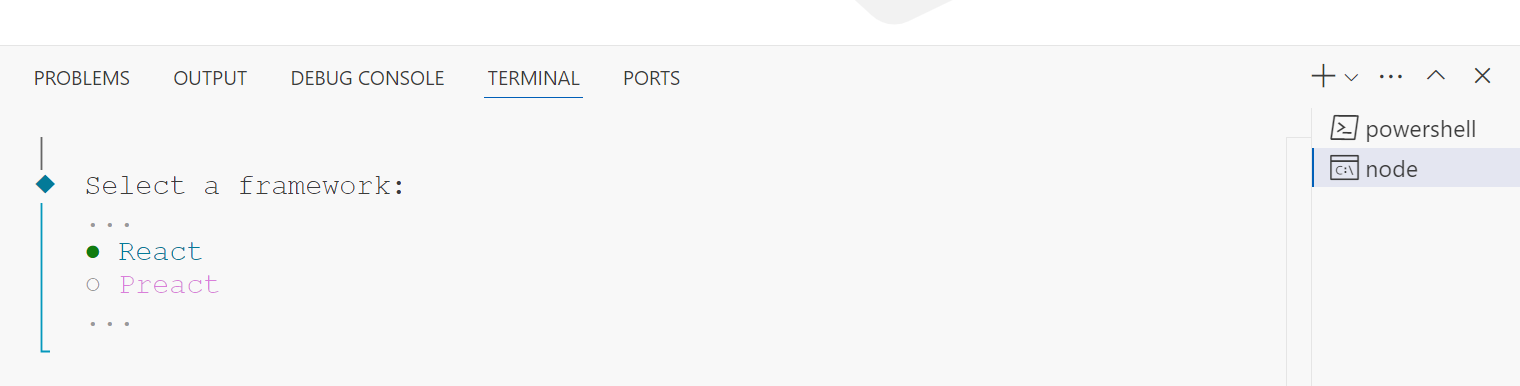 PROBLEMS OUTPUT DEBUG CONSOLE TERMINAL PORTS
Select a framework:
...
● React
○ Preact
...
powershell
C:\ node